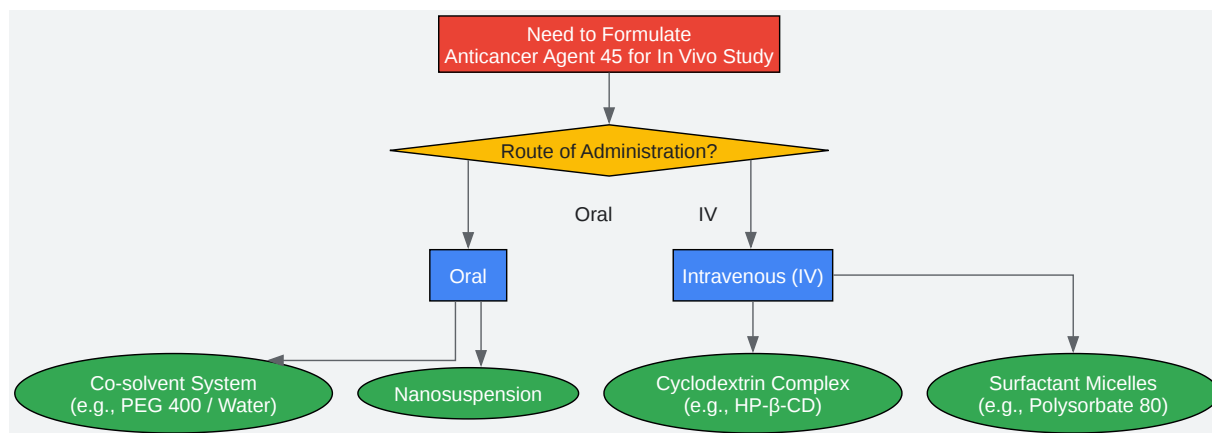 Need to Formulate
Anticancer Agent 45 for In Vivo Study
Route of Administration?
Oral
IV
Oral
Intravenous (IV)
Co-solvent System
(e.g., PEG 400 / Water)
Nanosuspension
Cyclodextrin Complex
(e.g., HP-β-CD)
Surfactant Micelles
(e.g., Polysorbate 80)